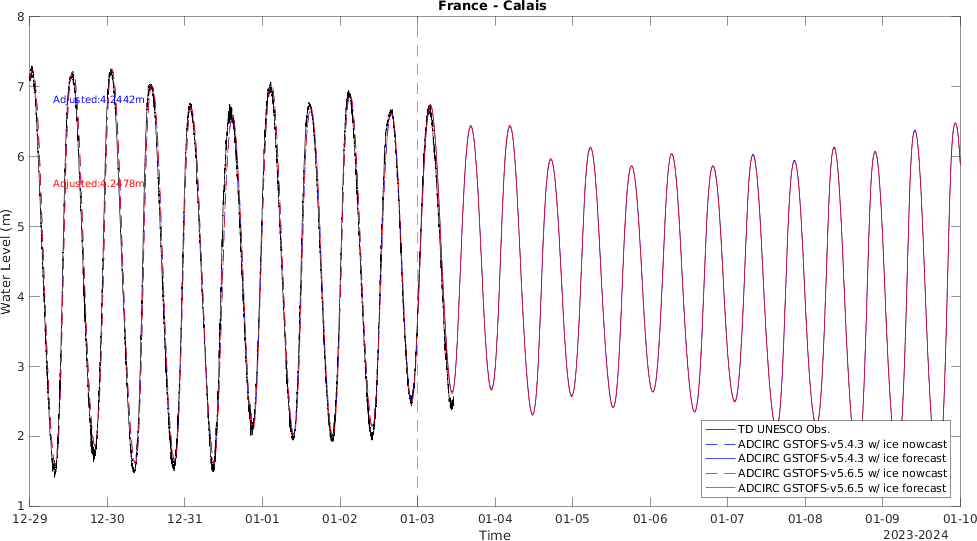 France - Calais
8
7
6
5
4
3
2
1
Water Level (m)
Adjusted:4.2442m
Adjusted:4.2478m
TD UNESCO Obs.
ADCIRC GSTOFS-v5.4.3 w/ ice nowcast
ADCIRC GSTOFS-v5.4.3 w/ ice forecast
ADCIRC GSTOFS-v5.6.5 w/ ice nowcast
ADCIRC GSTOFS-v5.6.5 w/ ice forecast
12-29 12-30 12-31 01-01 01-02 01-03 01-04 01-05 01-06 01-07 01-08 01-09 01-10
Time
2023-2024